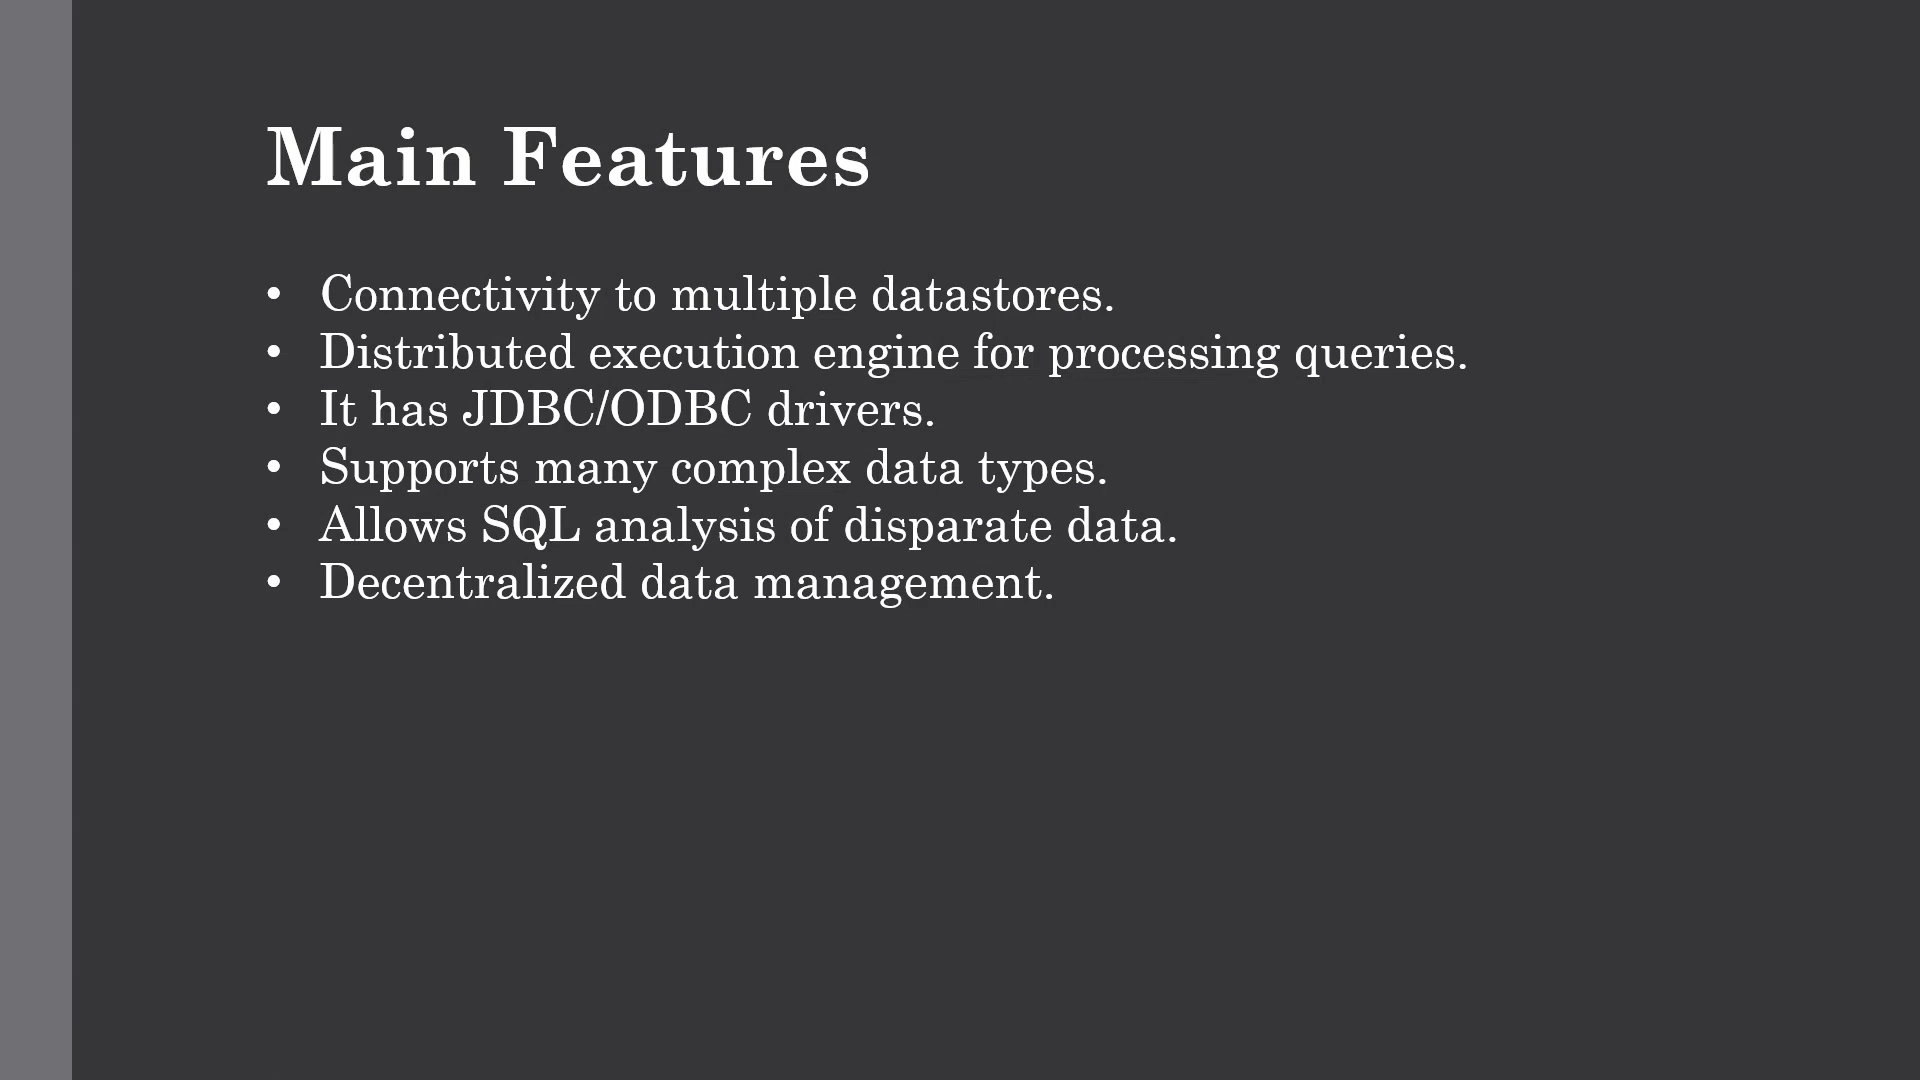 Main Features
• Connectivity to multiple datastores.
• Distributed execution engine for processing queries.
• It has JDBC/ODBC drivers.
• Supports many complex data types.
• Allows SQL analysis of disparate data.
• Decentralized data management.